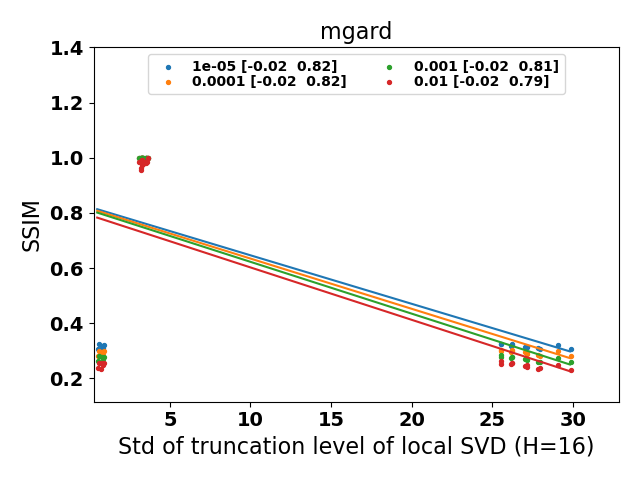 mgard
1.4
1e-05 [-0.02  0.82]
0.001 [-0.02  0.81]
0.0001 [-0.02  0.82]
0.01 [-0.02  0.79]
1.2
1.0
0.8
SSIM
0.6
0.4
0.2
5 10 15 20 25 30
Std of truncation level of local SVD (H=16)